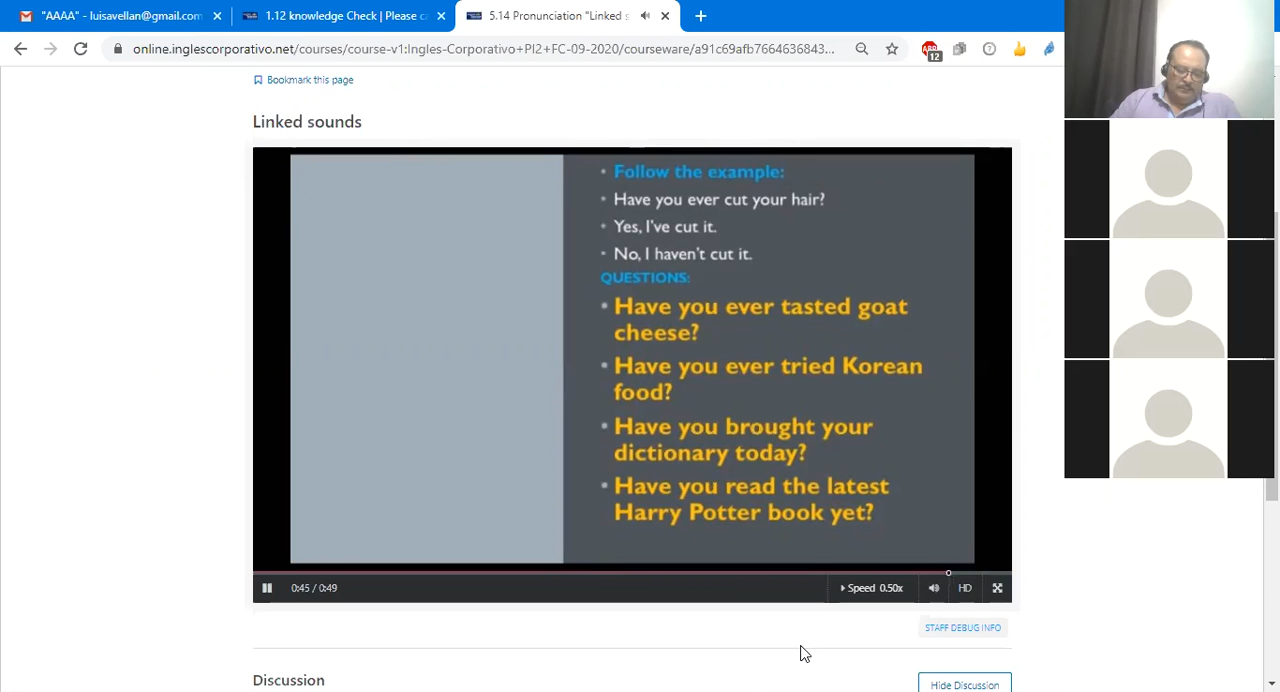 "AAAA" - luisavellan@gmail.com
1.12 knowledge Check | Please ca
5.14 Pronunciation "Linked s
online.inglescorporativo.net/courses/course-v1:Ingles-Corporativo+PI2+FC-09-2020/courseware/a91c69afb7664636843...
ABP
12
Bookmark this page
Linked sounds
• Follow the example:
• Have you ever cut your hair?
• Yes, I've cut it.
• No, I haven't cut it.
QUESTIONS:
• Have you ever tasted goat
cheese?
• Have you ever tried Korean
food?
• Have you brought your
dictionary today?
• Have you read the latest
Harry Potter book yet?
0:45 / 0:49
Speed 0.50x
HD
STAFF DEBUG INFO
Discussion
Hide Discussion